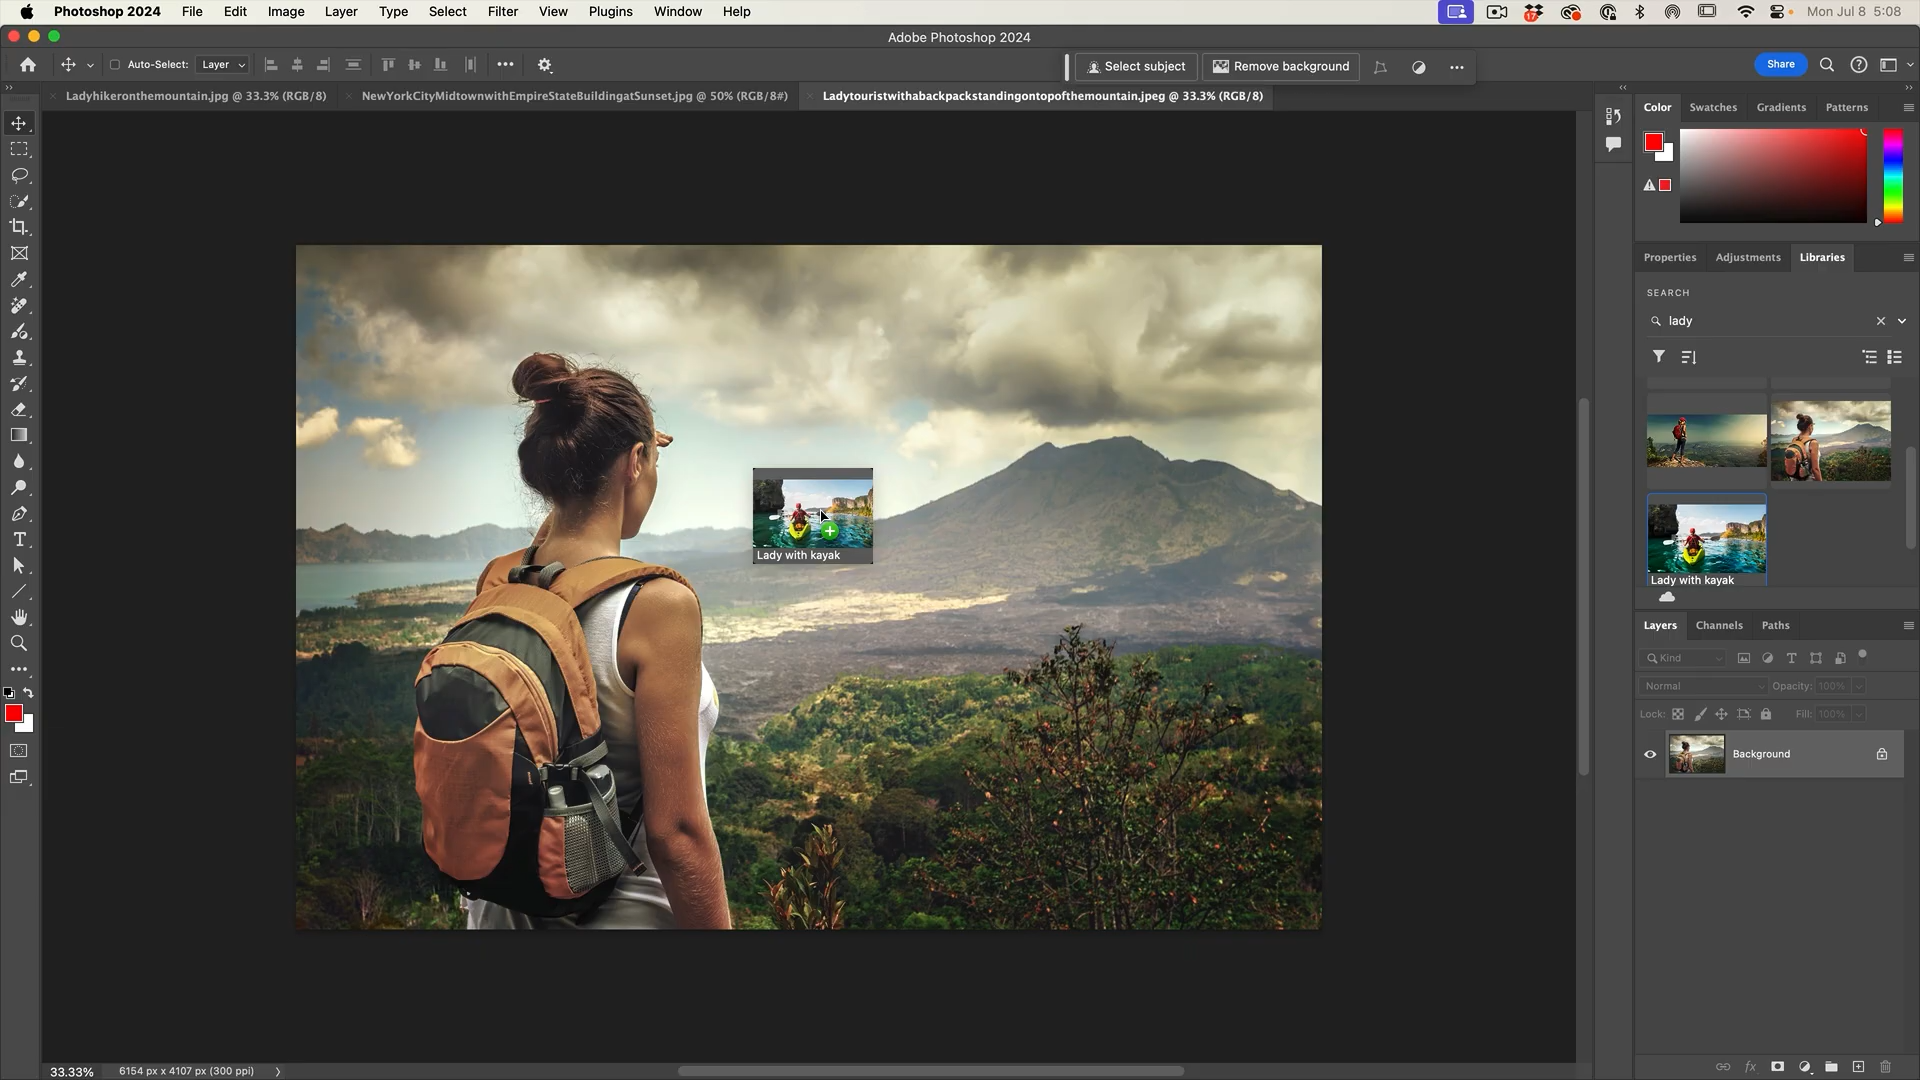 Photoshop 2024 File Edit Image Layer Type Select Filter View Plugins Window Help
17
Mon Jul 8 5:08
Adobe Photoshop 2024
Auto-Select: Layer
Select subject
Remove background
Share
Ladyhikeronthemountain.jpg @ 33.3% (RGB/8)
NewYorkCityMidtownwithEmpireStateBuildingatSunset.jpg @ 50% (RGB/8#)
Ladytouristwithabackpackstandingontopofthemountain.jpeg @ 33.3% (RGB/8)
Color Swatches Gradients Patterns
Properties Adjustments Libraries
SEARCH
lady
Lady with kayak
Lady with kayak
Layers Channels Paths
Kind
Normal Opacity: 100%
Lock: Fill: 100%
Background
fx
33.33% 6154 px x 4107 px (300 ppi)